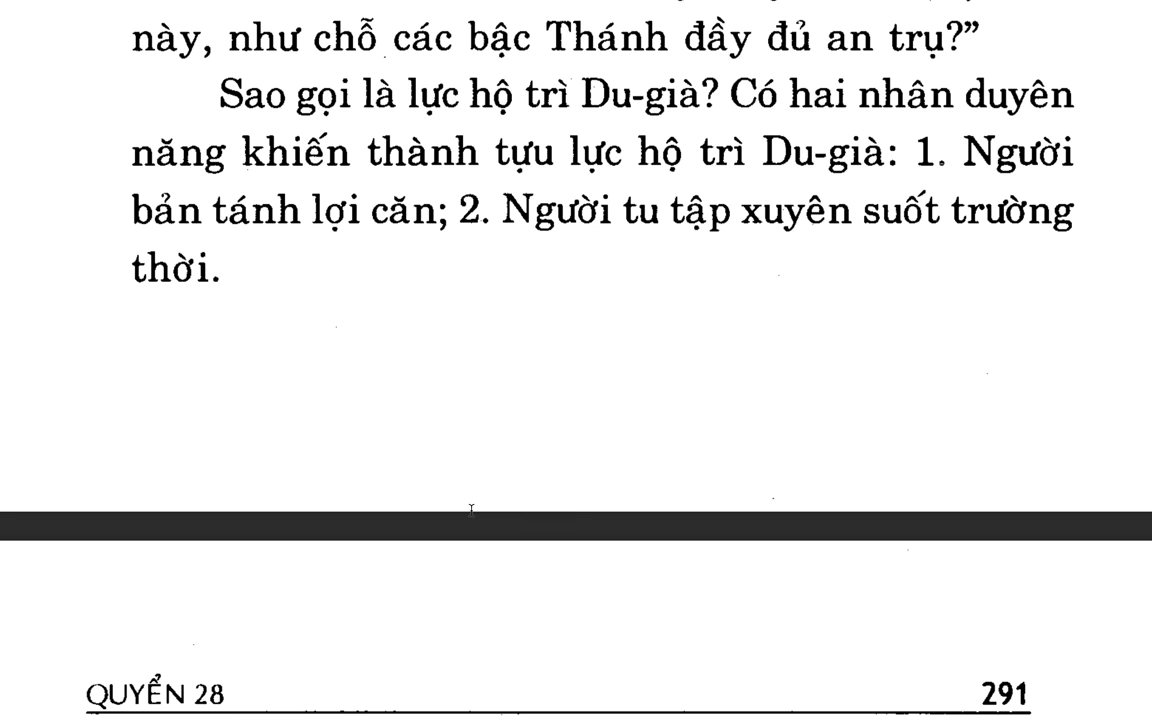 này, như chỗ các bậc Thánh đầy đủ an trụ?”
Sao gọi là lực hộ trì Du-già? Có hai nhân duyên
năng khiến thành tựu lực hộ trì Du-già: 1. Người
bản tánh lợi căn; 2. Người tu tập xuyên suốt trường
thời.
QUYỂN 28
291